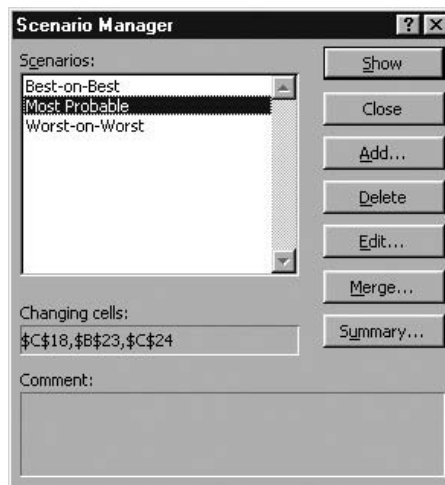 Scenario Manager
Scenarios:
Best-on-Best
Most Probable
Worst-on-Worst
Show
Close
Add...
Delete
Edit...
Merge...
Summary...
Changing cells:
$C$18,$B$23,$C$24
Comment: